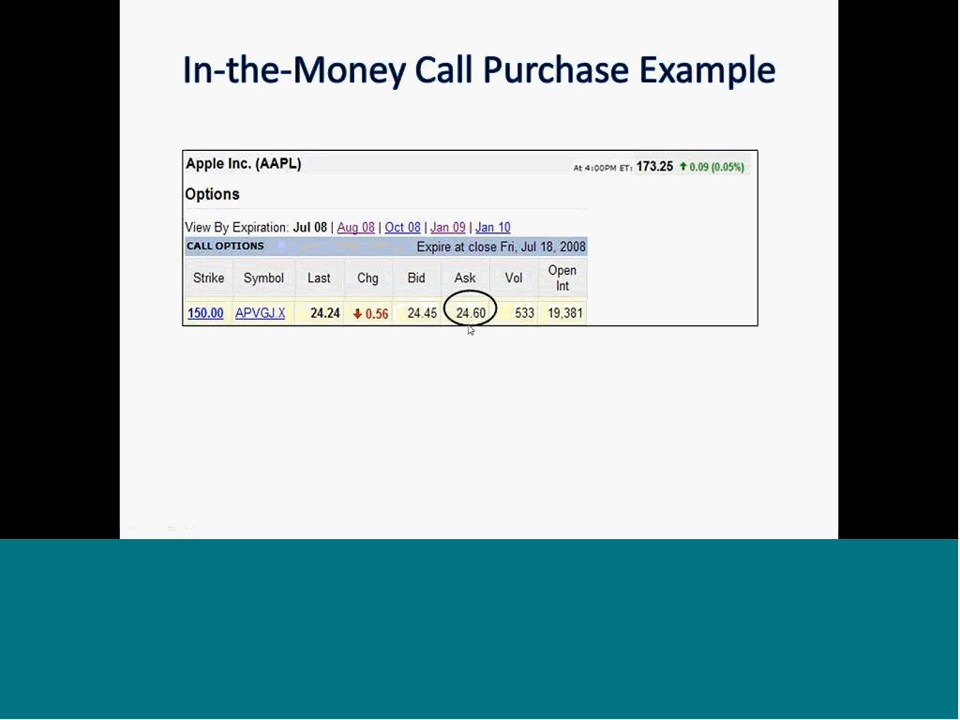 In-the-Money Call Purchase Example
Apple Inc. (AAPL) At 4:00PM ET: 173.25 ⬆ 0.09 (0.05%)
Options
View By Expiration: Jul 08 | Aug 08 | Oct 08 | Jan 09 | Jan 10
CALL OPTIONS Expire at close Fri, Jul 18, 2008
Strike Symbol Last Chg Bid Ask Vol Open Int
150.00 APVGJ.X 24.24 ⬇ 0.56 24.45 24.60 533 19,381